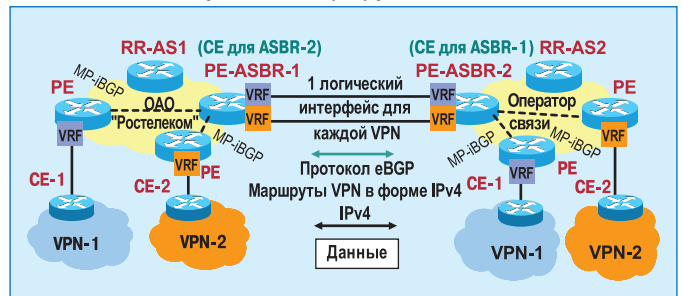 RR-AS1
(CE для ASBR-2)
PE-ASBR-1
(CE для ASBR-1)
RR-AS2
PE-ASBR-2
PE
PE
MP-iBGP
ОАО
"Ростелеком"
MP-iBGP
VRF
VRF
VRF
VRF
PE
1 логический
интерфейс для
каждой VPN
VRF
VRF
Оператор
связи
MP-iBGP
MP-iBGP
VRF
VRF
PE
Протокол eBGP
Маршруты VPN в форме IPv4
IPv4
Данные
CE-1
CE-2
CE-1
CE-2
VPN-1
VPN-2
VPN-1
VPN-2